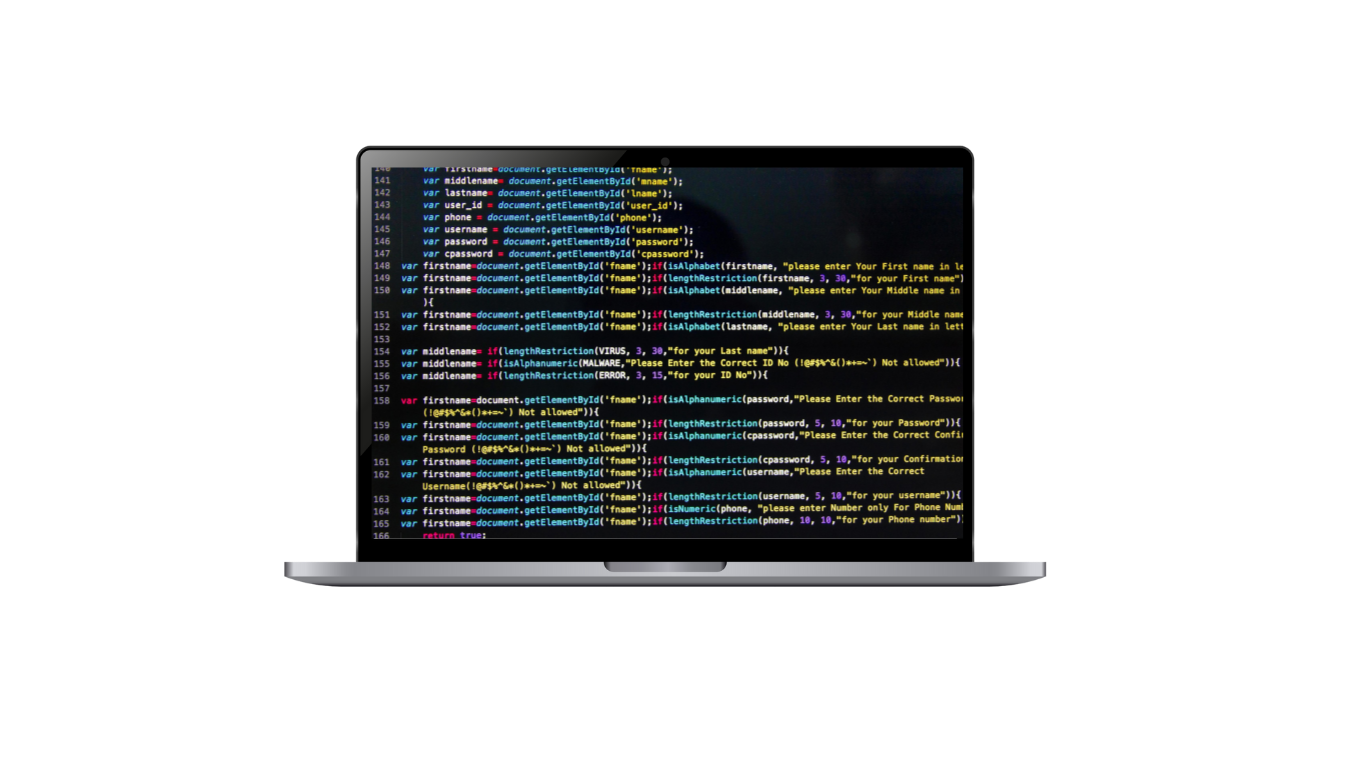 140 var firstname=document.getElementById('fname');
141 var middlename= document.getElementById('mname');
142 var lastname= document.getElementById('lname');
143 var user_id = document.getElementById('user_id');
144 var phone = document.getElementById('phone');
145 var username = document.getElementById('username');
146 var password = document.getElementById('password');
147 var cpassword = document.getElementById('cpassword');
148 var firstname=document.getElementById('fname');if(isAlphabet(firstname, "please enter Your First name in le
149 var firstname=document.getElementById('fname');if(lengthRestriction(firstname, 3, 30,"for your First name")
150 var firstname=document.getElementById('fname');if(isAlphabet(middlename, "please enter Your Middle name in
){
151 var firstname=document.getElementById('fname');if(lengthRestriction(middlename, 3, 30,"for your Middle name
152 var firstname=document.getElementById('fname');if(isAlphabet(lastname, "please enter Your Last name in lett
153
154 var middlename= if(lengthRestriction(VIRUS, 3, 30,"for your Last name")){
155 var middlename= if(isAlphanumeric(MALWARE,"Please Enter the Correct ID No (!@#$%^&()*+=~`) Not allowed")){
156 var middlename= if(lengthRestriction(ERROR, 3, 15,"for your ID No")){
157
158 var firstname=document.getElementById('fname');if(isAlphanumeric(password,"Please Enter the Correct Passwor
(!@#$%^&*()*+=~`) Not allowed")){
159 var firstname=document.getElementById('fname');if(lengthRestriction(password, 5, 10,"for your Password")){
160 var firstname=document.getElementById('fname');if(isAlphanumeric(cpassword,"Please Enter the Correct Confir
Password (!@#$%^&*()*+=~`) Not allowed")){
161 var firstname=document.getElementById('fname');if(lengthRestriction(cpassword, 5, 10,"for your Confirmation
162 var firstname=document.getElementById('fname');if(isAlphanumeric(username,"Please Enter the Correct
Username(!@#$%^&*()*+=~`) Not allowed")){
163 var firstname=document.getElementById('fname');if(lengthRestriction(username, 5, 10,"for your username")){
164 var firstname=document.getElementById('fname');if(isNumeric(phone, "please enter Number only For Phone Numb
165 var firstname=document.getElementById('fname');if(lengthRestriction(phone, 10, 10,"for your Phone number"))
166 return true;